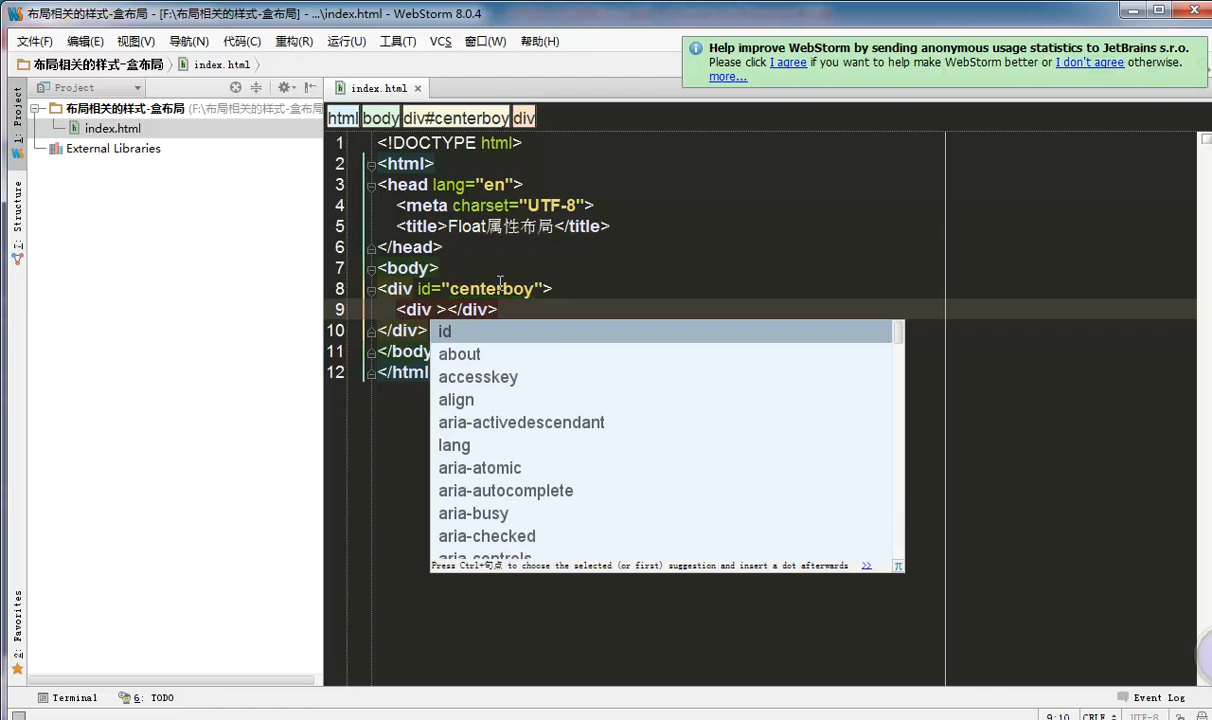 布局相关的样式-盒布局 - [F:\布局相关的样式-盒布局] - ...\index.html - WebStorm 8.0.4
文件(F) 编辑(E) 视图(V) 导航(N) 代码(C) 重构(R) 运行(U) 工具(T) VCS 窗口(W) 帮助(H)
布局相关的样式-盒布局 index.html
Help improve WebStorm by sending anonymous usage statistics to JetBrains s.r.o.
Please click I agree if you want to help make WebStorm better or I don't agree otherwise.
more...
1: Project
Project
布局相关的样式-盒布局 (F:\布局相关的样式-盒布局
index.html
External Libraries
Z: Structure
2: Favorites
index.html
html body div#centerboy div
1 <!DOCTYPE html>
2 <html>
3 <head lang="en">
4 <meta charset="UTF-8">
5 <title>Float属性布局</title>
6 </head>
7 <body>
8 <div id="centerboy">
9 <div ></div>
10 </div>
11 </body
12 </html
id
about
accesskey
align
aria-activedescendant
lang
aria-atomic
aria-autocomplete
aria-busy
aria-checked
aria-controls
Press Ctrl+句点 to choose the selected (or first) suggestion and insert a dot afterwards >>
π
Terminal 6: TODO Event Log
9:10 CRLF UTF-8